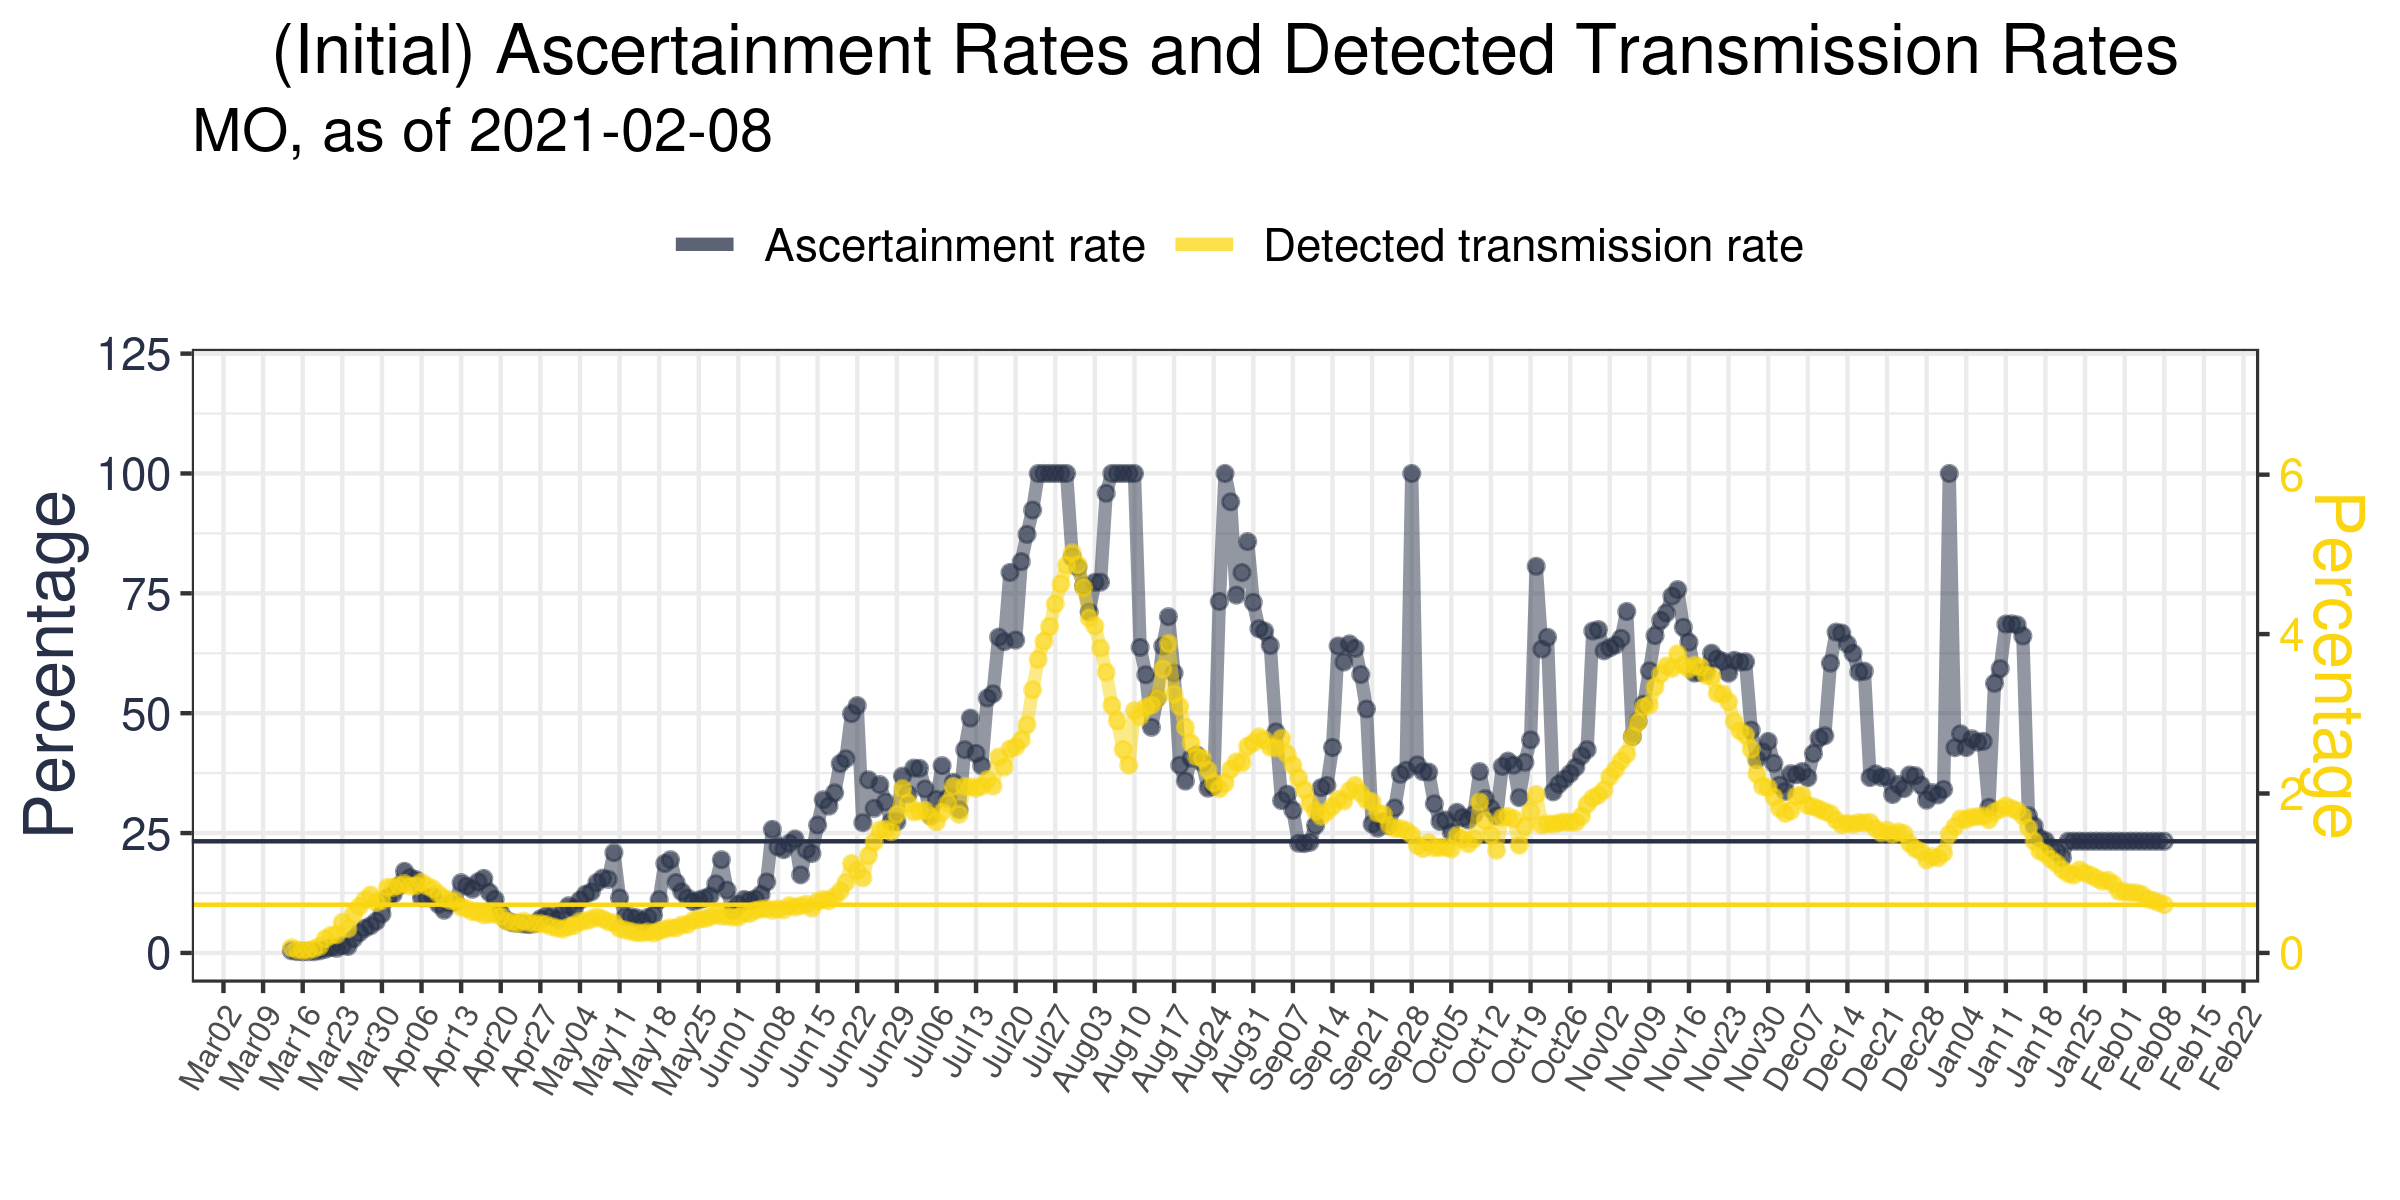 (Initial) Ascertainment Rates and Detected Transmission Rates
MO, as of 2021-02-08
Ascertainment rate
Detected transmission rate
Percentage
125
100
75
50
25
0
6
4
2
0
Percentage
Mar02
Mar09
Mar16
Mar23
Mar30
Apr06
Apr13
Apr20
Apr27
May04
May11
May18
May25
Jun01
Jun08
Jun15
Jun22
Jun29
Jul06
Jul13
Jul20
Jul27
Aug03
Aug10
Aug17
Aug24
Aug31
Sep07
Sep14
Sep21
Sep28
Oct05
Oct12
Oct19
Oct26
Nov02
Nov09
Nov16
Nov23
Nov30
Dec07
Dec14
Dec21
Dec28
Jan04
Jan11
Jan18
Jan25
Feb01
Feb08
Feb15
Feb22